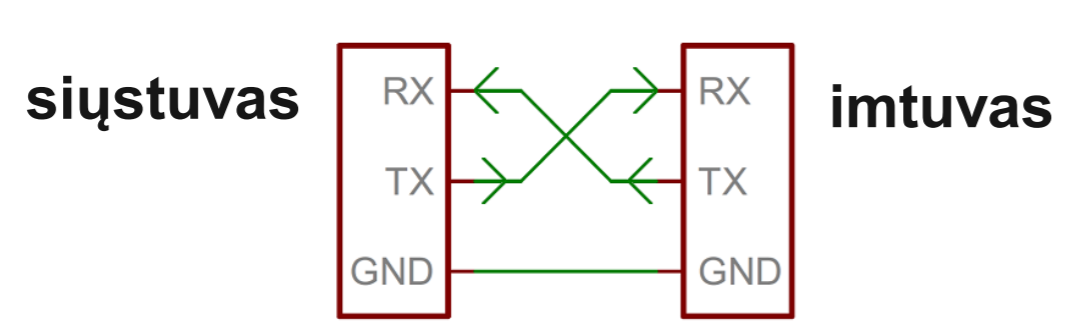 siųstuvas
RX
TX
GND
RX
TX
GND
imtuvas